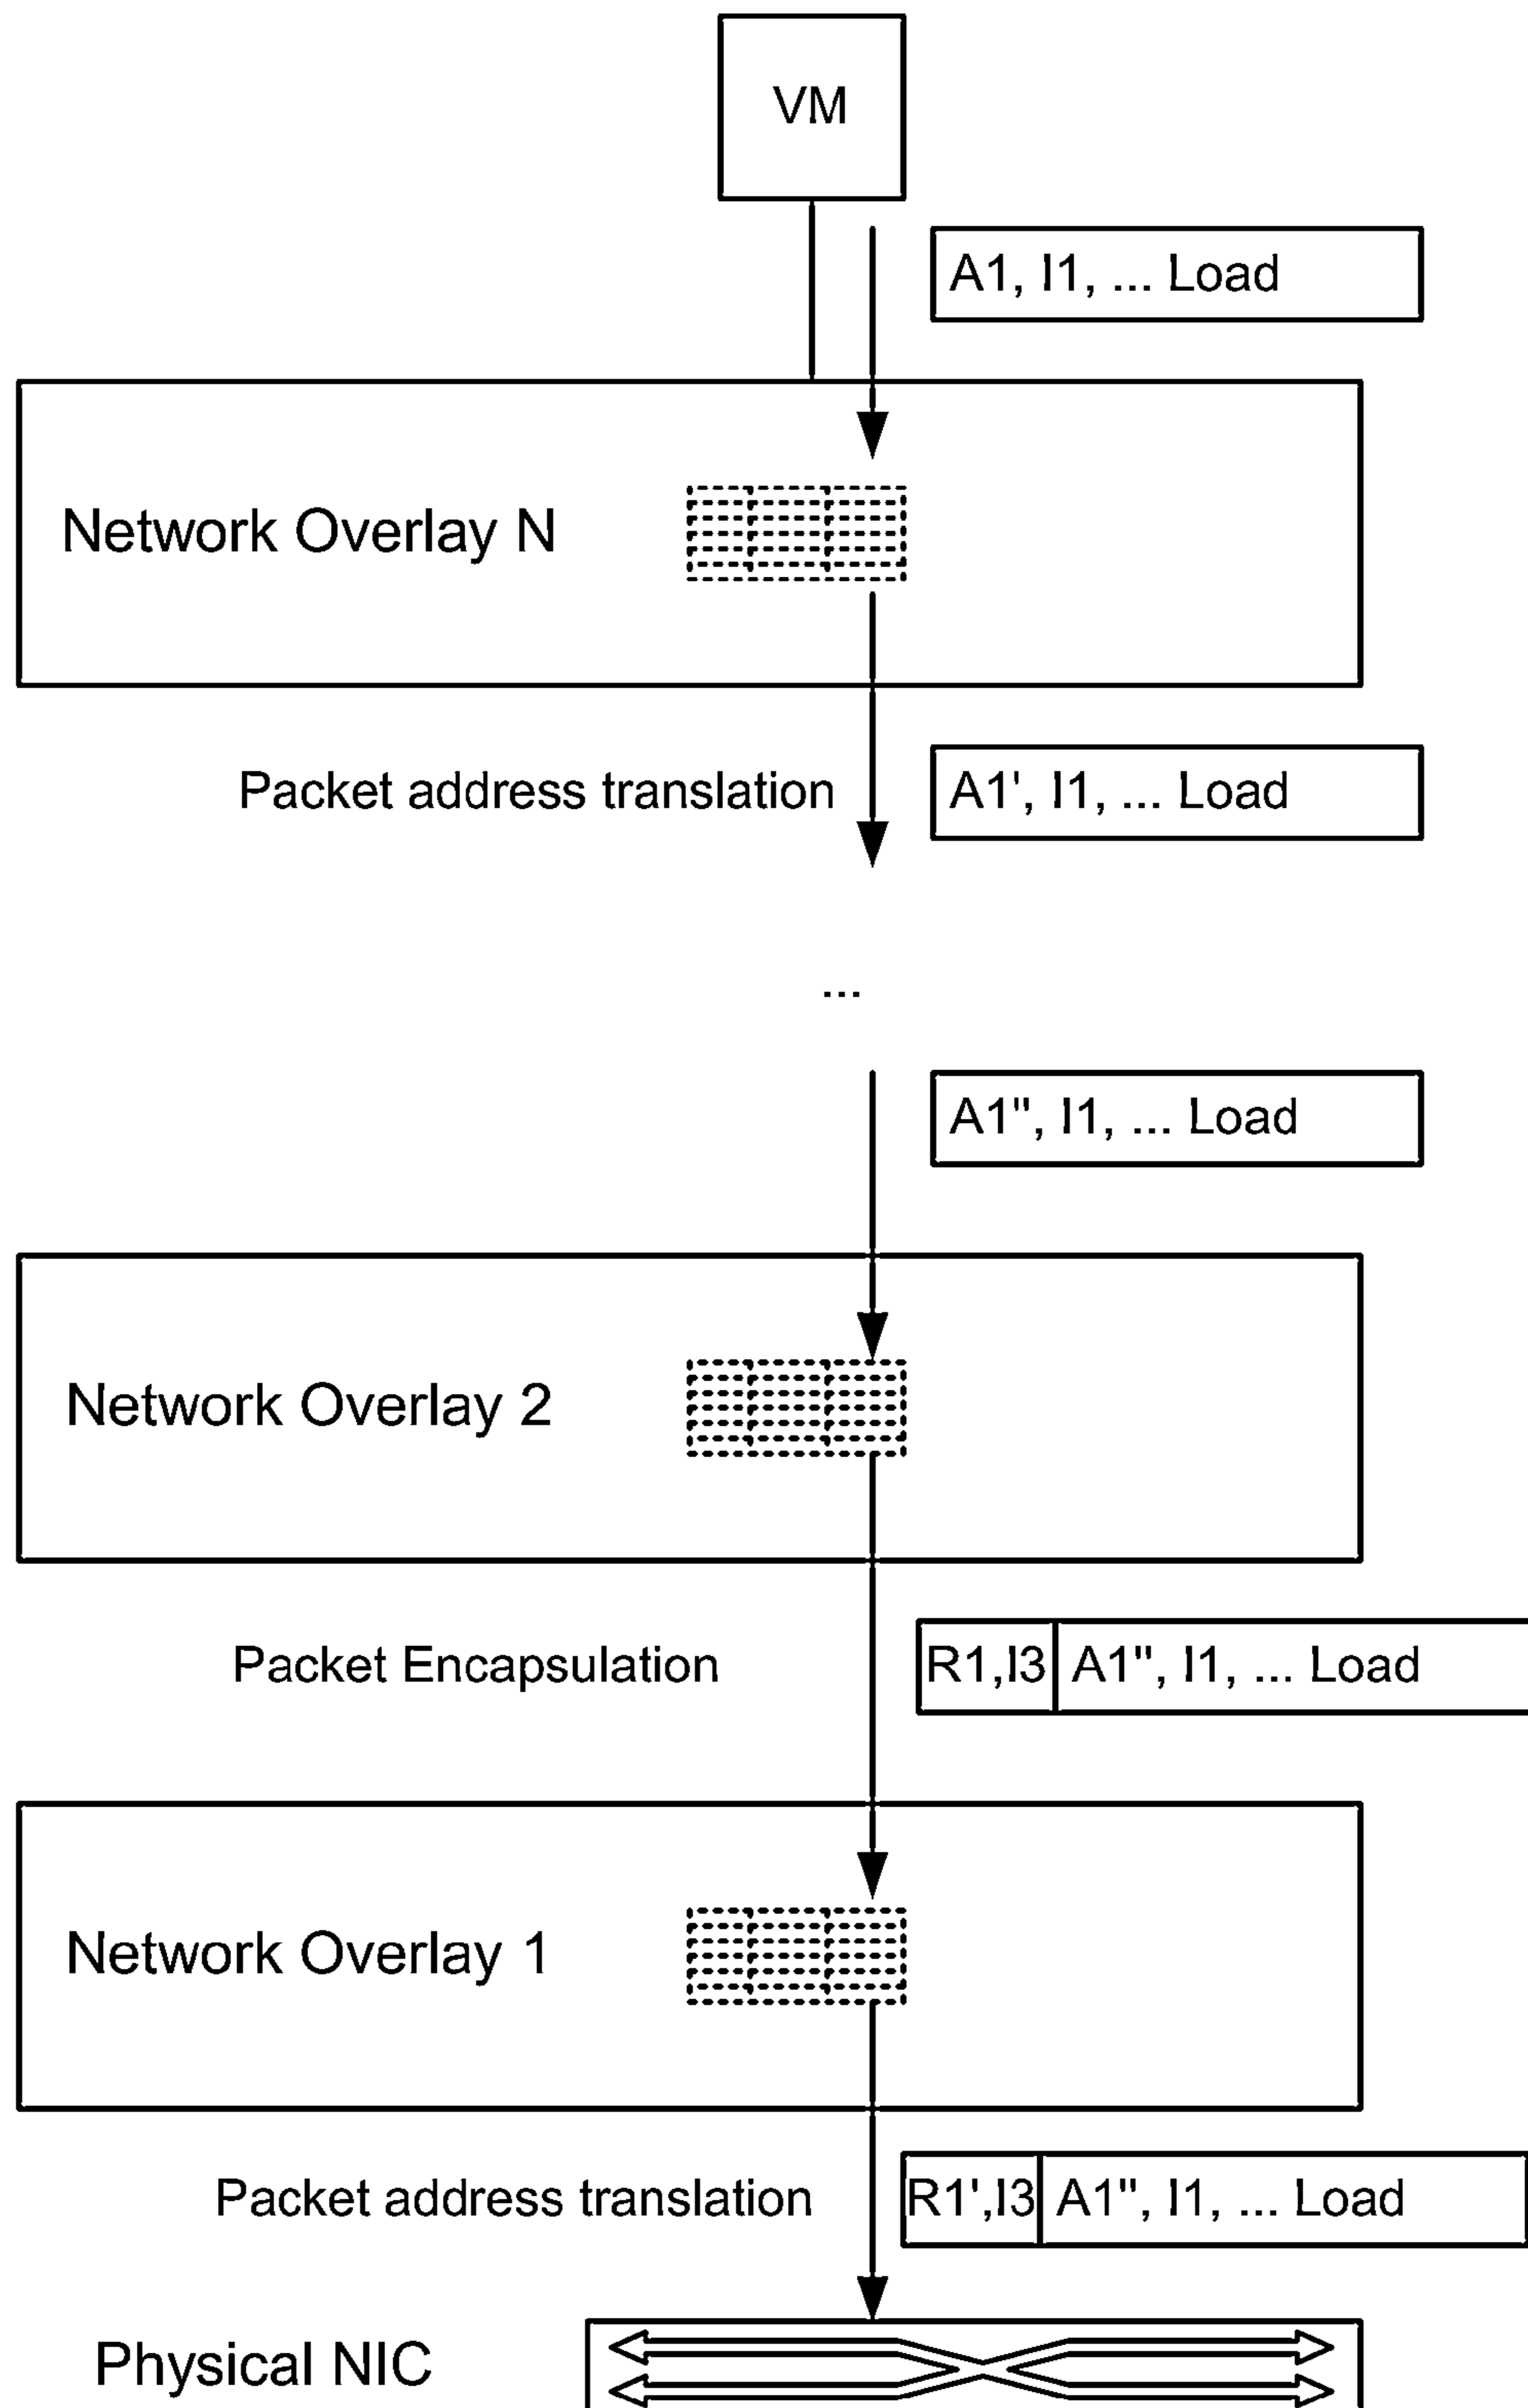 VM
A1, I1, ... Load
Network Overlay N
Packet address translation
A1', I1, ... Load
...
A1", I1, ... Load
Network Overlay 2
Packet Encapsulation
R1,I3 A1", I1, ... Load
Network Overlay 1
Packet address translation
R1',I3 A1", I1, ... Load
Physical NIC